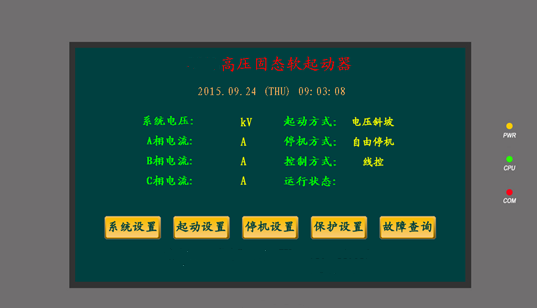 高压固态软起动器
2015.09.24 (THU) 09:03:08
系统电压: kV 起动方式: 电压斜坡
A相电流: A 停机方式: 自由停机
B相电流: A 控制方式: 线控
C相电流: A 运行状态:
系统设置 起动设置 停机设置 保护设置 故障查询
PWR
CPU
COM